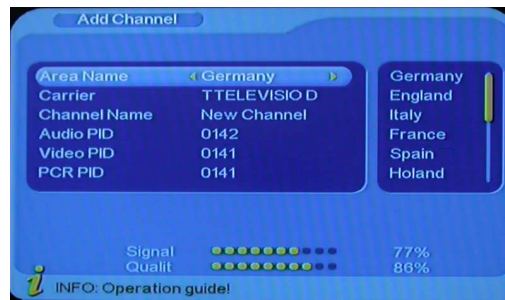 Add Channel
Area Name Germany
Carrier TTELEVISIO D
Channel Name New Channel
Audio PID 0142
Video PID 0141
PCR PID 0141
Germany
England
Italy
France
Spain
Holand
Signal 77%
Qualit 86%
INFO: Operation guide!